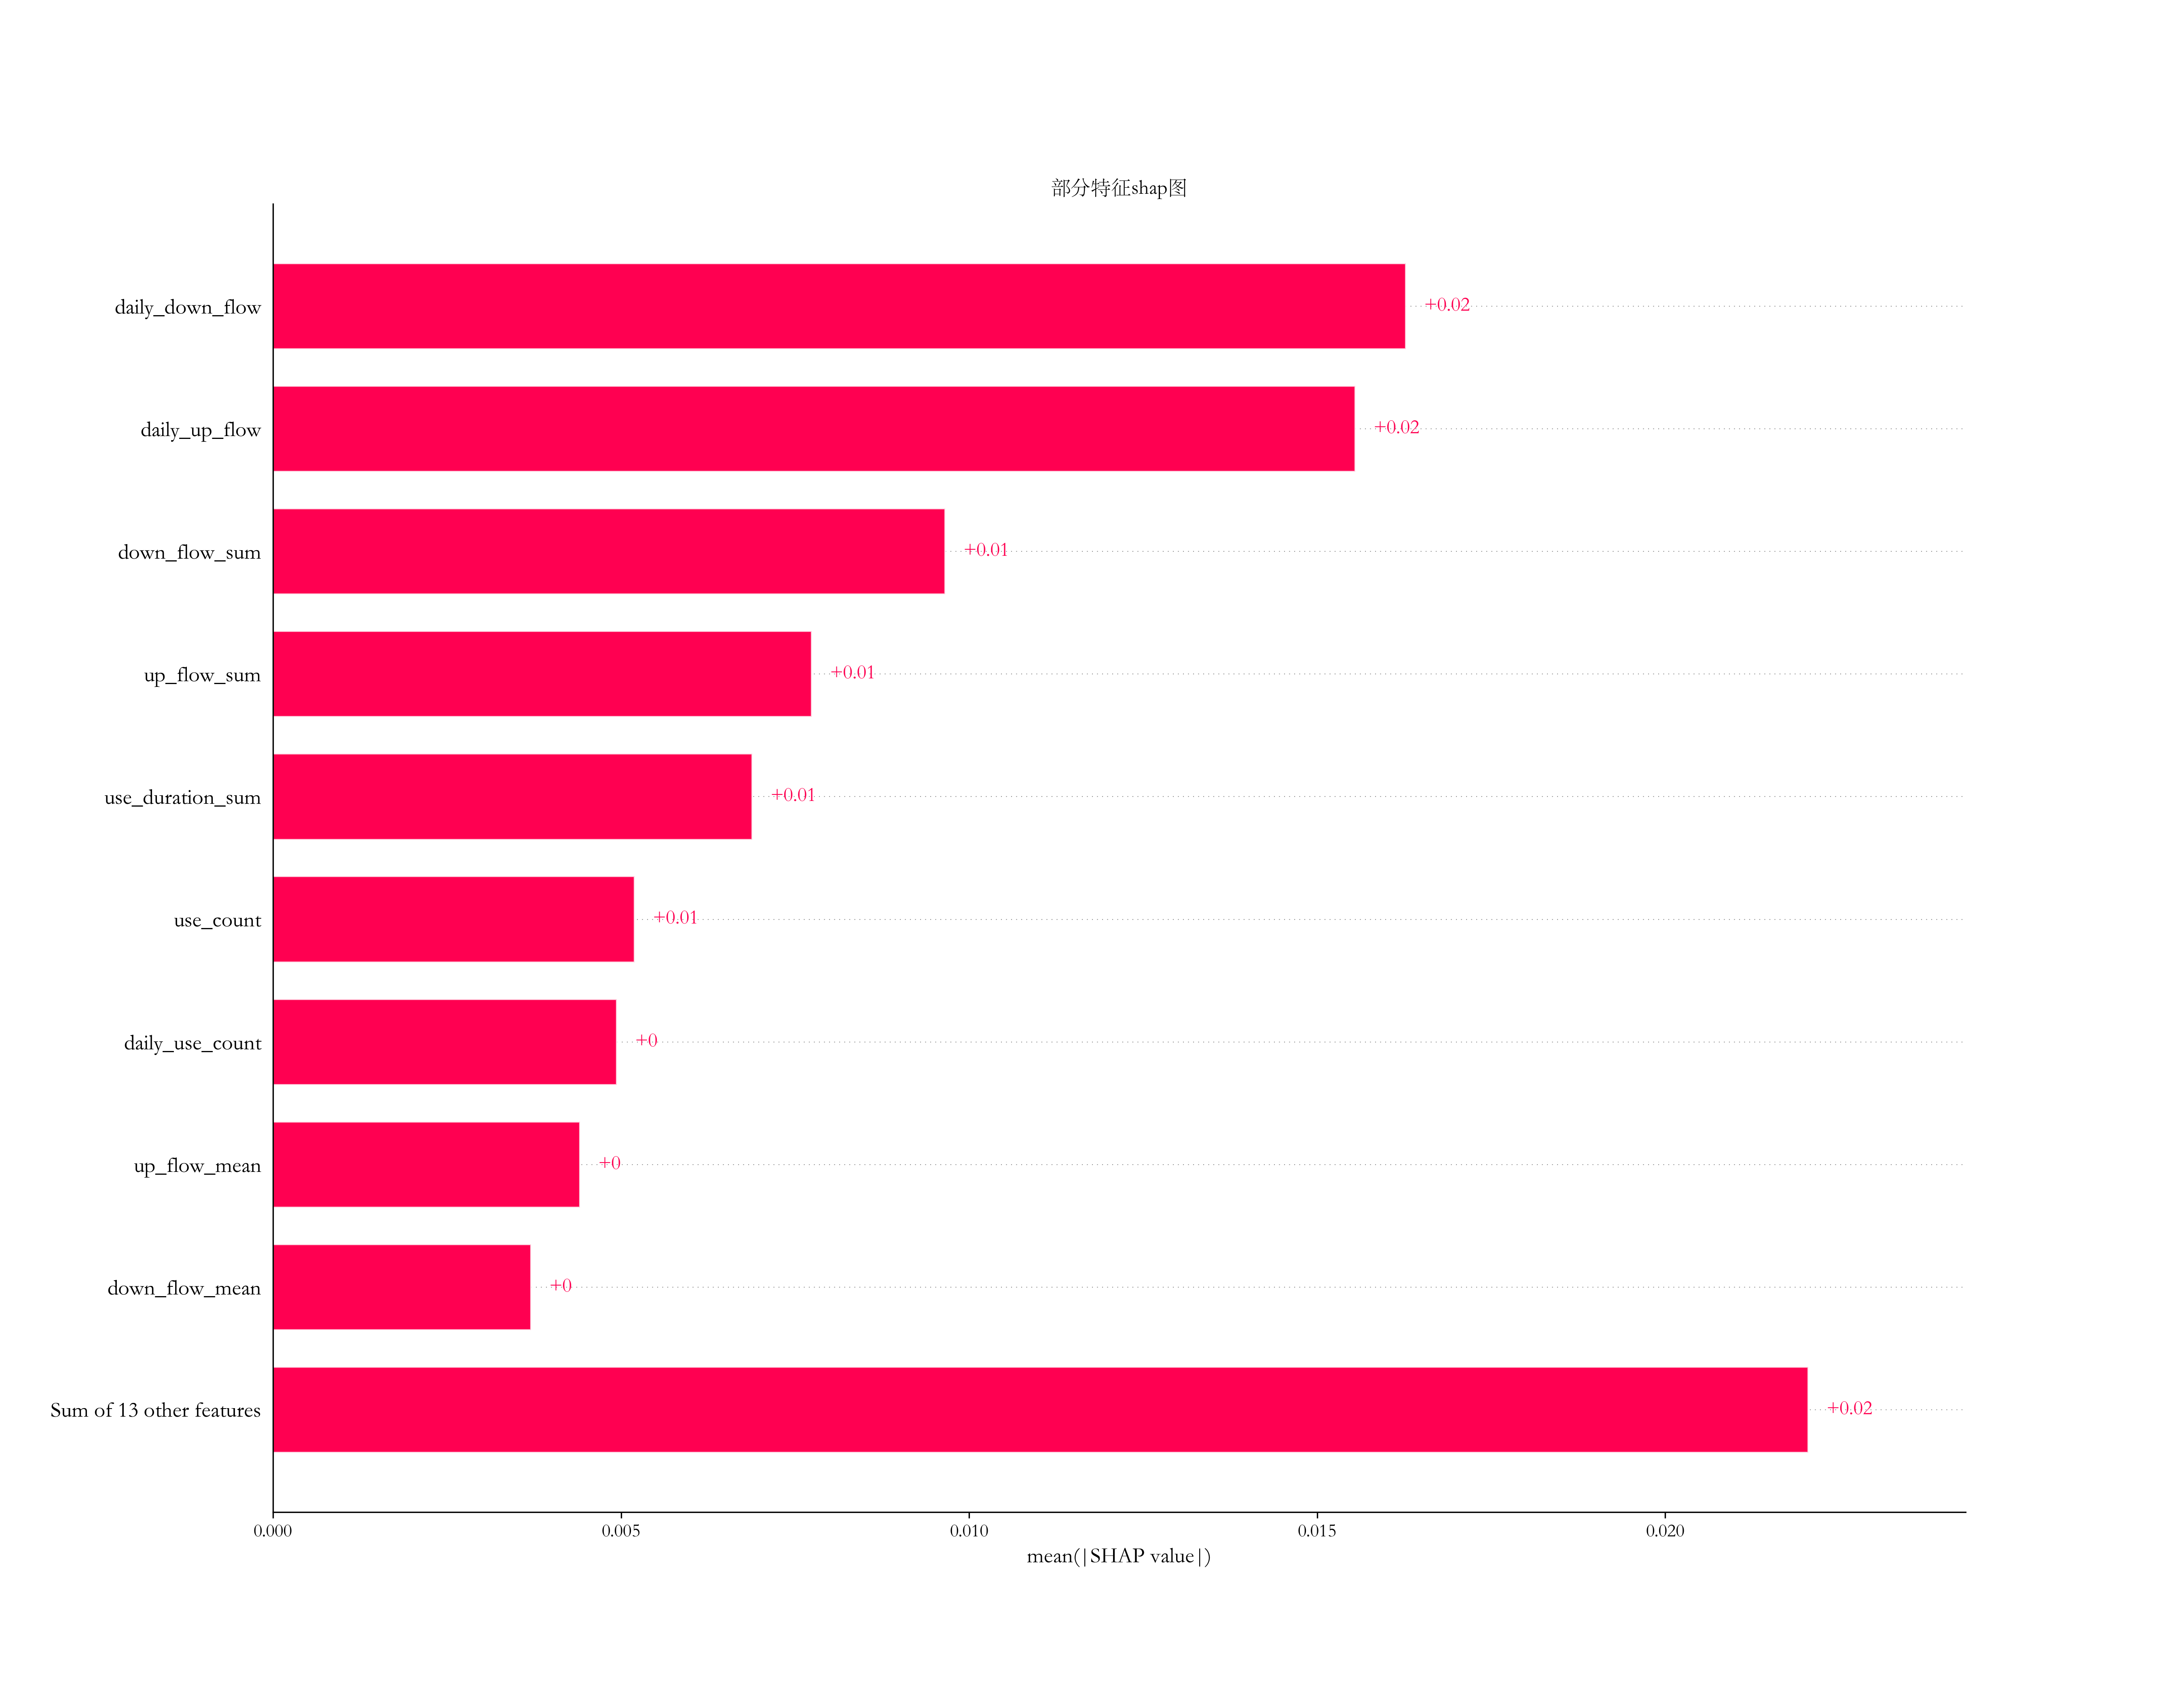 部分特征shap图
daily_down_flow
+0.02
daily_up_flow
+0.02
down_flow_sum
+0.01
up_flow_sum
+0.01
use_duration_sum
+0.01
use_count
+0.01
daily_use_count
+0
up_flow_mean
+0
down_flow_mean
+0
Sum of 13 other features
+0.02
0.000
0.005
0.010
0.015
0.020
mean(|SHAP value|)